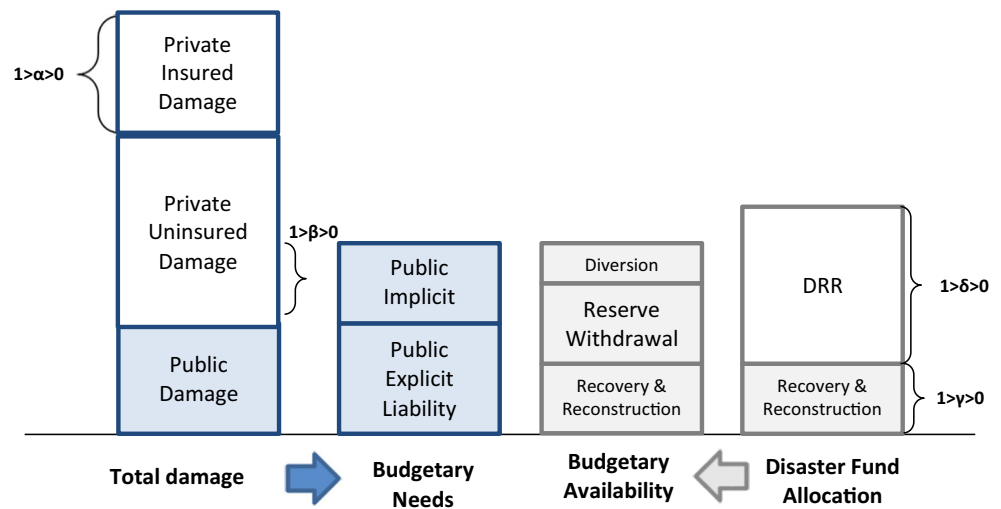 Private
Insured
Damage
1>α>0
Private
Uninsured
Damage
1>β>0
Public
Damage
Public
Implicit
Public
Explicit
Liability
Diversion
Reserve
Withdrawal
Recovery &
Reconstruction
DRR
1>δ>0
Recovery &
Reconstruction
1>γ>0
Total damage
Budgetary
Needs
Budgetary
Availability
Disaster Fund
Allocation